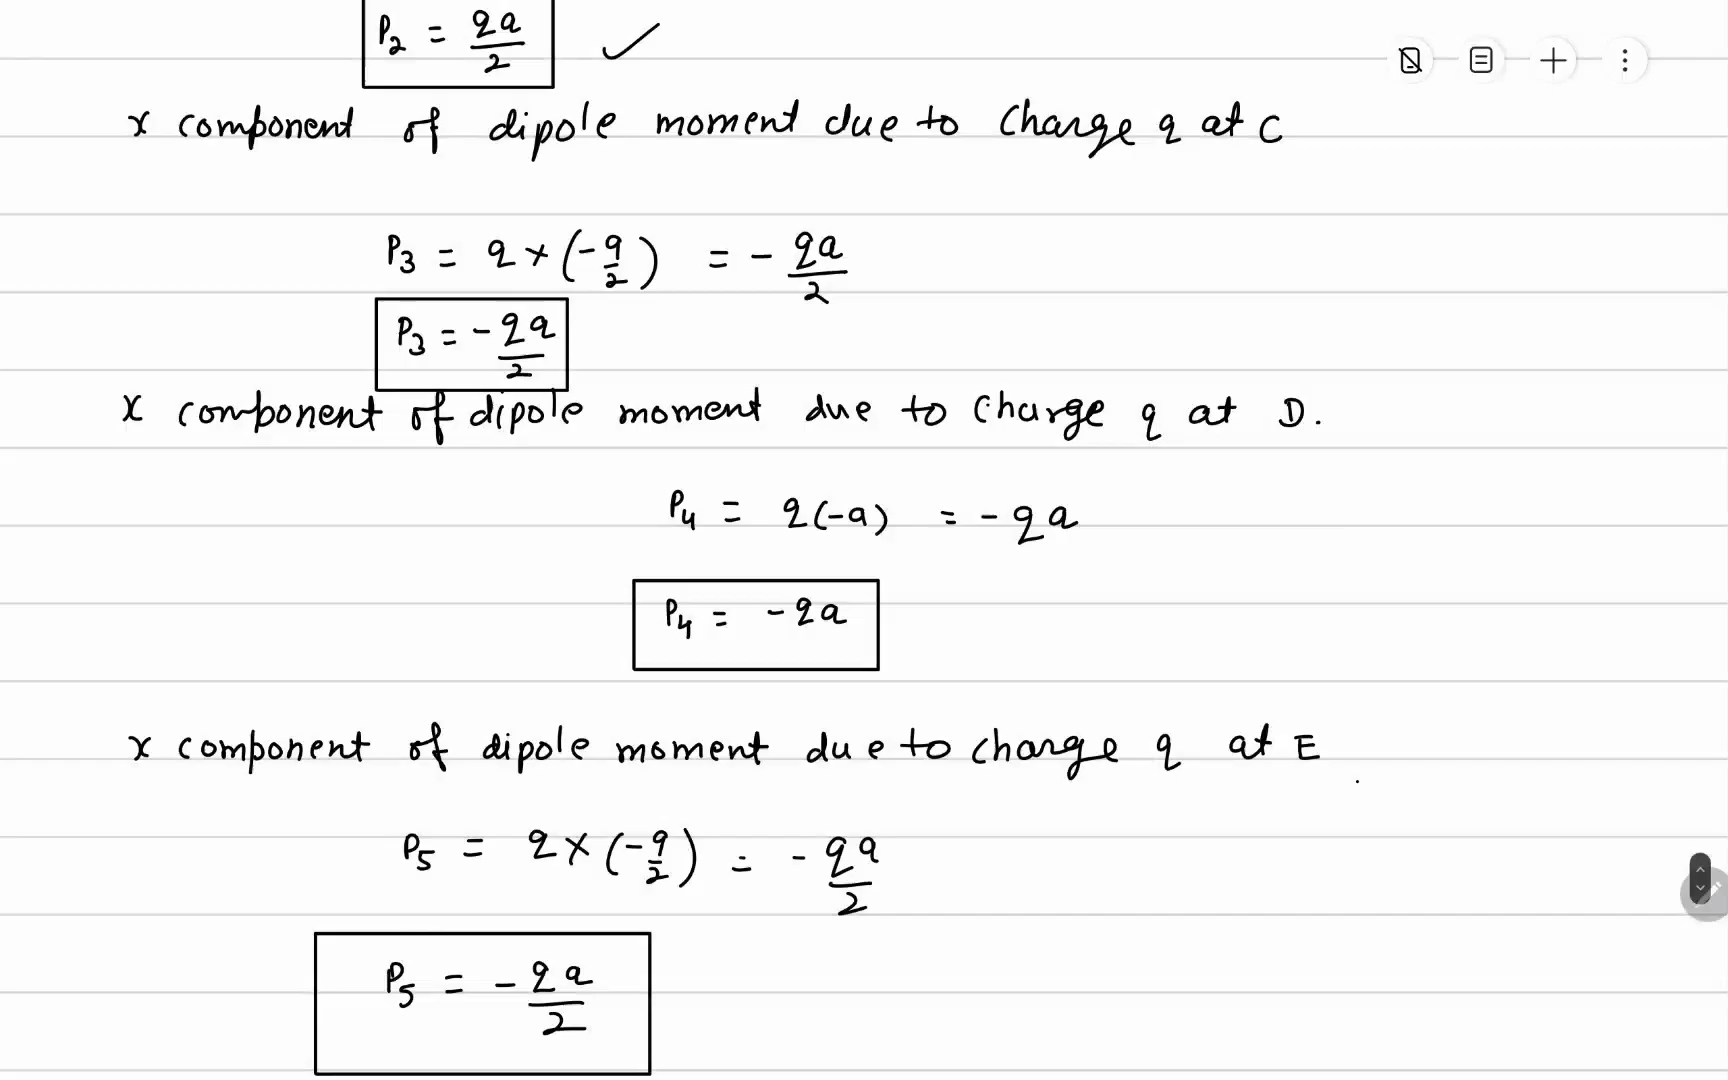 P2 = qa/2 ✓
x component of dipole moment due to charge q at C
P3 = q × (-a/2) = - qa/2
P3 = - qa/2
x component of dipole moment due to charge q at D.
P4 = q(-a) = - qa
P4 = - qa
x component of dipole moment due to charge q at E
P5 = q × (-a/2) = - qa/2
P5 = - qa/2